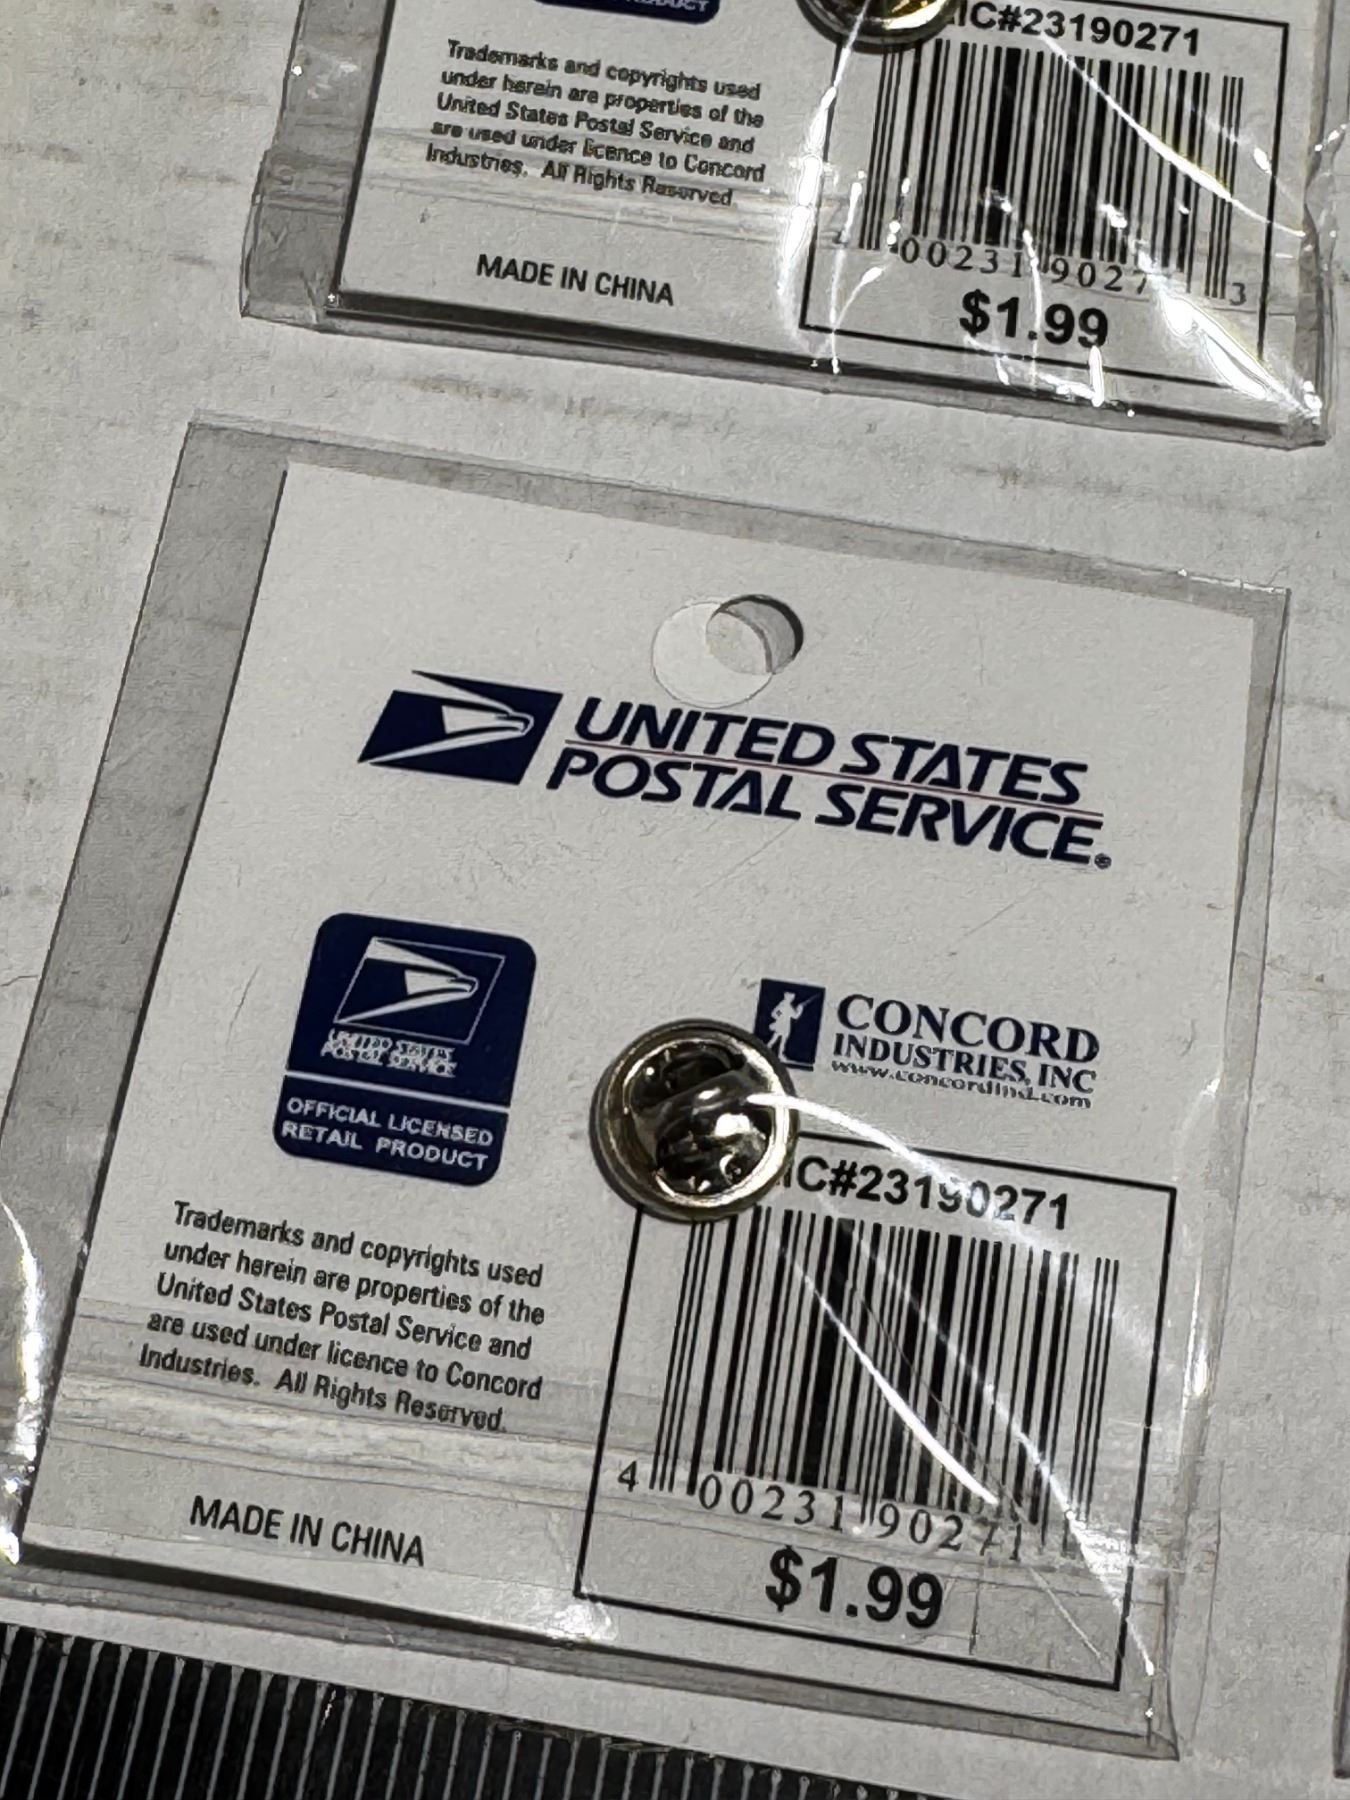 IC#23190271
Trademarks and copyrights used
under herein are properties of the
United States Postal Service and
are used under licence to Concord
Industries. All Rights Reserved.
MADE IN CHINA
00231 9027 3
$1.99
UNITED STATES
POSTAL SERVICE®
UNITED STATES
POSTAL SERVICE
OFFICIAL LICENSED
RETAIL PRODUCT
CONCORD
INDUSTRIES, INC
www.concordind.com
IC#23190271
Trademarks and copyrights used
under herein are properties of the
United States Postal Service and
are used under licence to Concord
Industries. All Rights Reserved.
MADE IN CHINA
4 00231 90271
$1.99